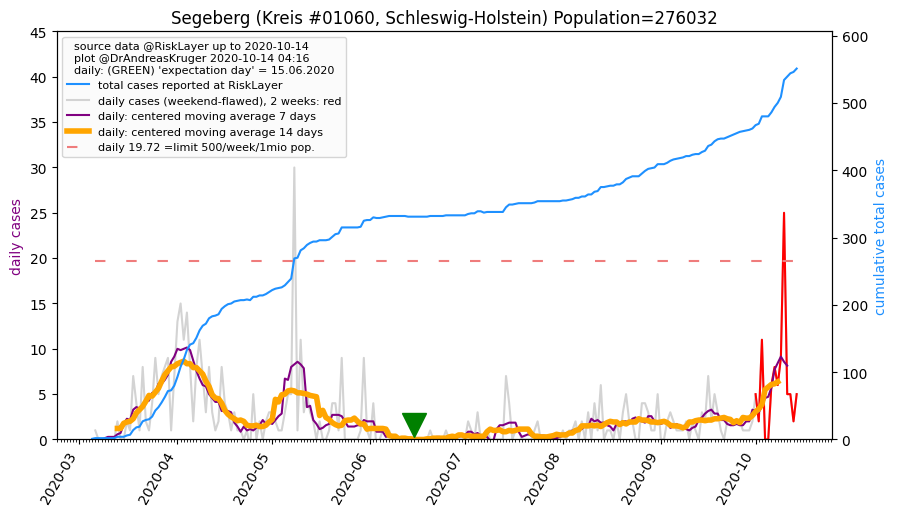 Segeberg (Kreis #01060, Schleswig-Holstein) Population=276032
source data @RiskLayer up to 2020-10-14
plot @DrAndreasKruger 2020-10-14 04:16
daily: (GREEN) 'expectation day' = 15.06.2020
total cases reported at RiskLayer
daily cases (weekend-flawed), 2 weeks: red
daily: centered moving average 7 days
daily: centered moving average 14 days
daily 19.72 =limit 500/week/1mio pop.
daily cases
45
40
35
30
25
20
15
10
5
0
cumulative total cases
600
500
400
300
200
100
0
2020-03
2020-04
2020-05
2020-06
2020-07
2020-08
2020-09
2020-10